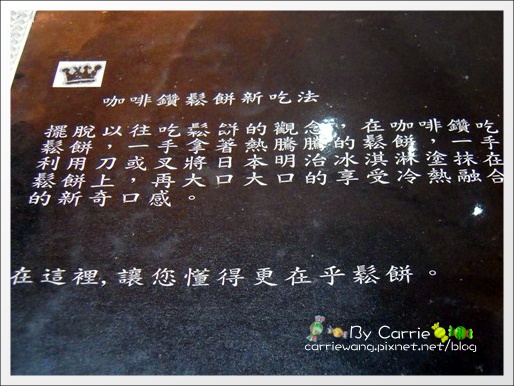 咖啡鑽鬆餅新吃法
擺脫以往吃鬆餅的觀念，在咖啡鑽吃
鬆餅，一手拿著熱騰騰的鬆餅，一手
利用刀或叉將日本明治冰淇淋塗抹在
鬆餅上，再大口大口的享受冷熱融合
的新奇口感。
在這裡，讓您懂得更在乎鬆餅。
By Carrie
carriewang.pixnet.net/blog